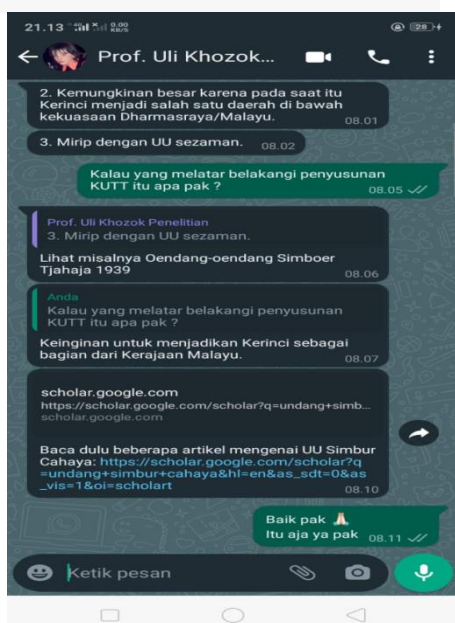 21.13
0.00
KB/S
28
Prof. Uli Khozok...
2. Kemungkinan besar karena pada saat itu
Kerinci menjadi salah satu daerah di bawah
kekuasaan Dharmasraya/Malayu.
08.01
3. Mirip dengan UU sezaman.
08.02
Kalau yang melatar belakangi penyusunan
KUTT itu apa pak ?
08.05
Prof. Uli Khozok Penelitian
3. Mirip dengan UU sezaman.
Lihat misalnya Oendang-oendang Simboer
Tjahaja 1939
08.06
Anda
Kalau yang melatar belakangi penyusunan
KUTT itu apa pak ?
Keinginan untuk menjadikan Kerinci sebagai
bagian dari Kerajaan Malayu.
08.07
scholar.google.com
https://scholar.google.com/scholar?q=undang+simb...
scholar.google.com
Baca dulu beberapa artikel mengenai UU Simbur
Cahaya: https://scholar.google.com/scholar?q
=undang+simbur+cahaya&hl=en&as_sdt=0&as
_vis=1&oi=scholart
08.10
Baik pak 🙏🏻
Itu aja ya pak
08.11
Ketik pesan